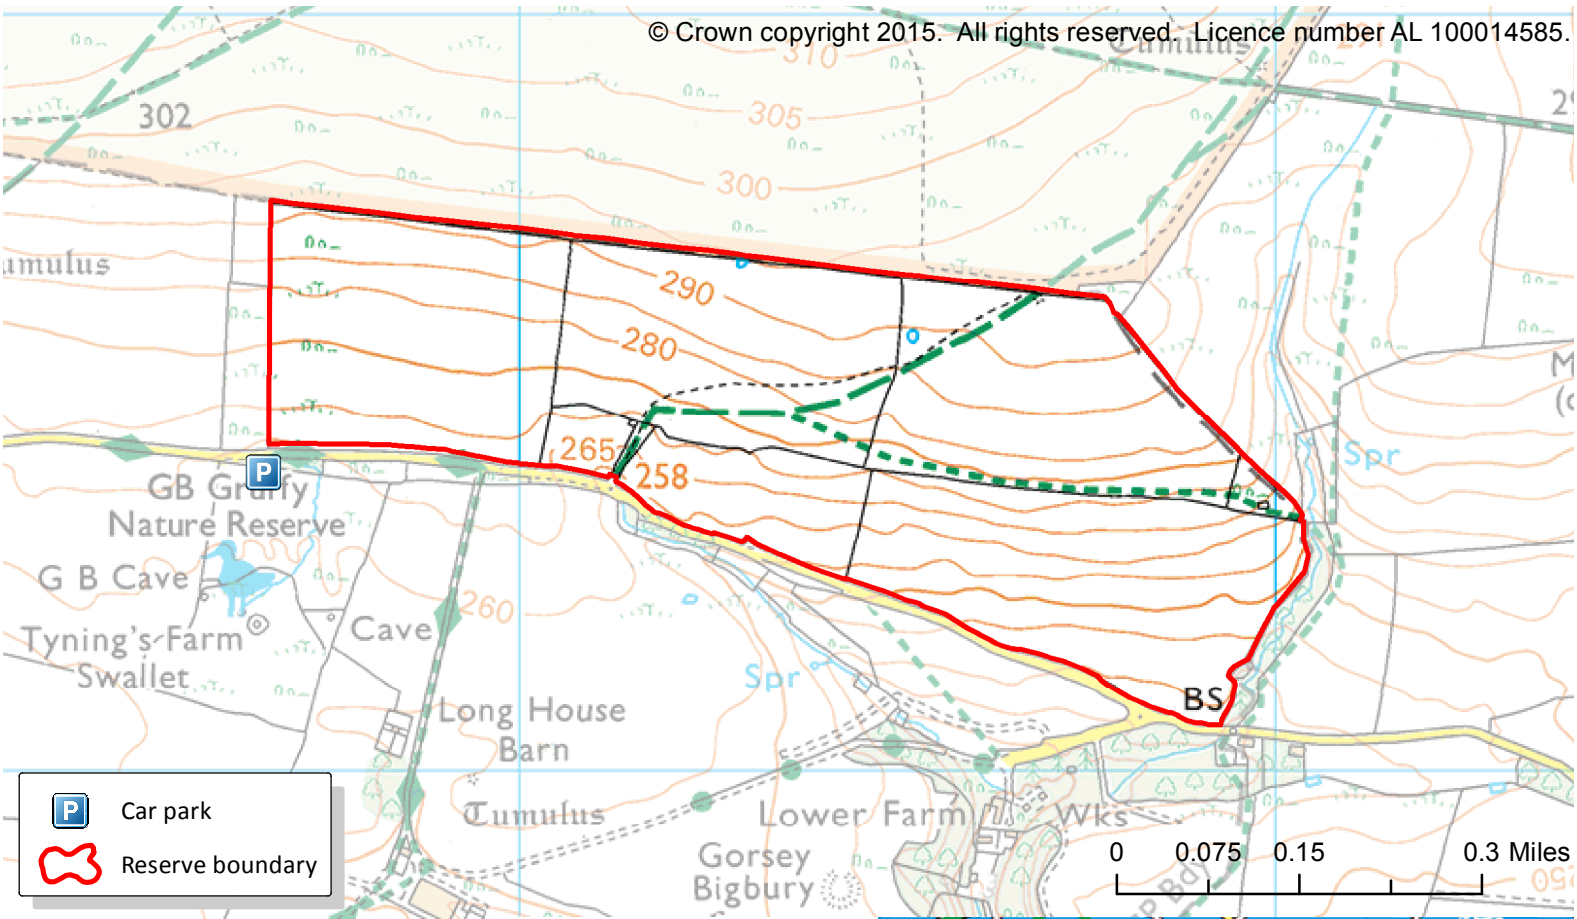 © Crown copyright 2015. All rights reserved. Licence number AL 100014585.
Tumulus
310
302
305
300
umulus
290
280
265
258
Spr
P
GB Gruffy
Nature Reserve
G B Cave
Tyning's Farm
Swallet
Cave
260
Spr
BS
Long House
Barn
Tumulus
Lower Farm
Wks
Gorsey
Bigbury
P Car park
Reserve boundary
0 0.075 0.15 0.3 Miles
250